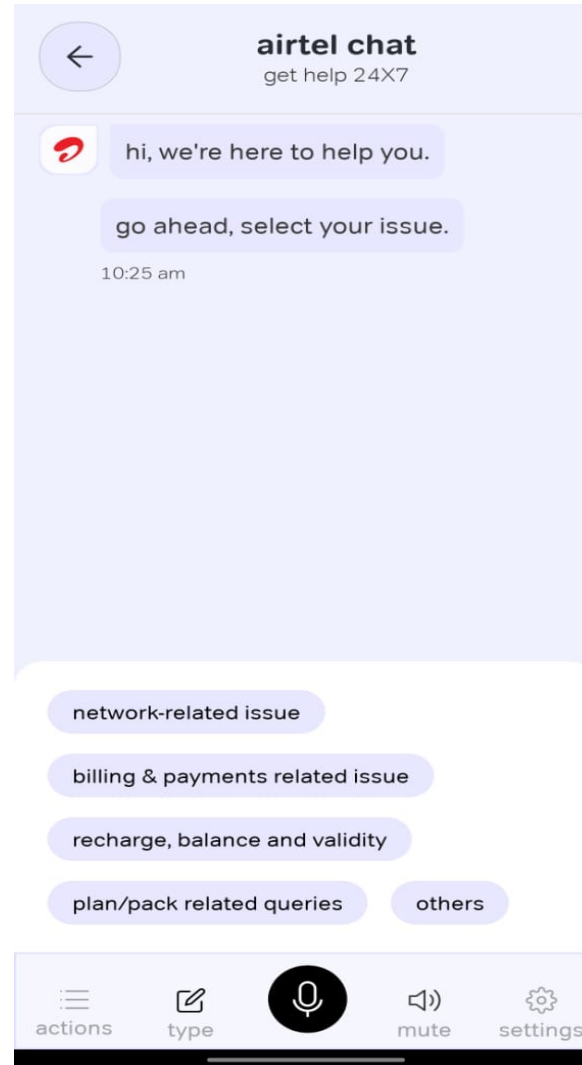 airtel chat
get help 24X7
hi, we're here to help you.
go ahead, select your issue.
10:25 am
network-related issue
billing & payments related issue
recharge, balance and validity
plan/pack related queries others
actions type mute settings